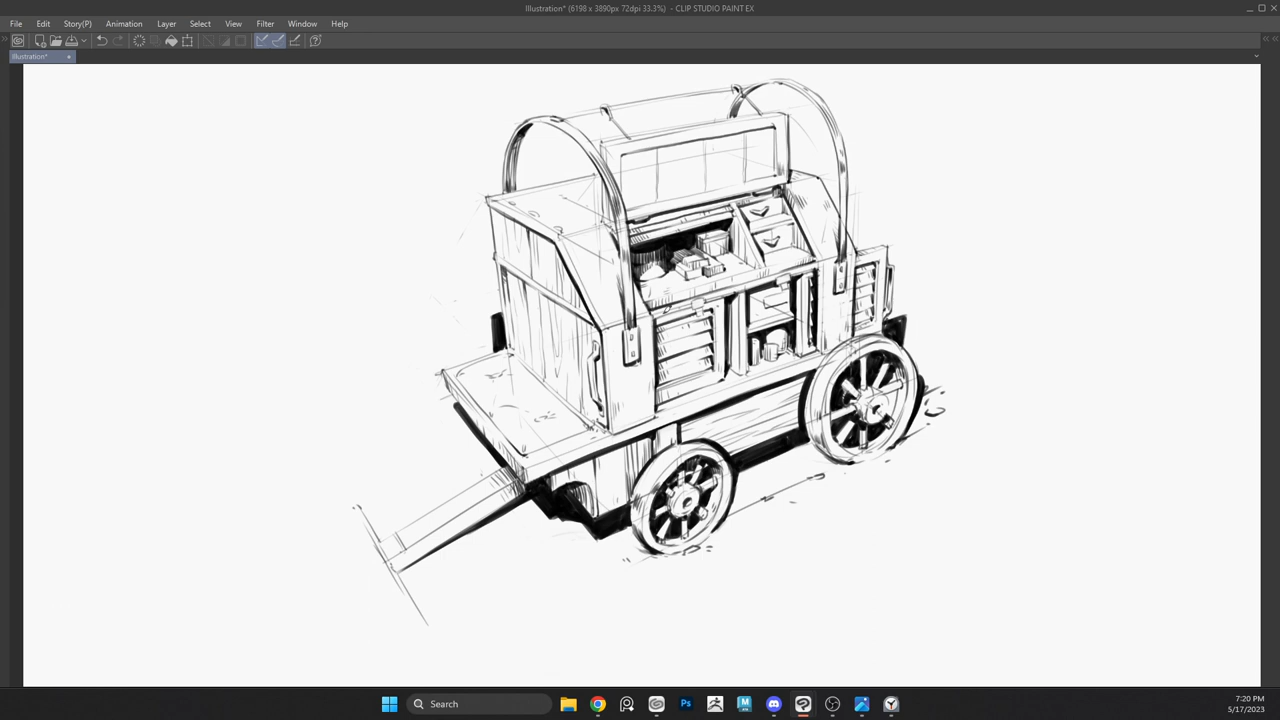 Illustration* (6198 x 3890px 72dpi 33.3%) - CLIP STUDIO PAINT EX
File Edit Story(P) Animation Layer Select View Filter Window Help
Illustration*
Search
Ps
M
7:20 PM
5/17/2023